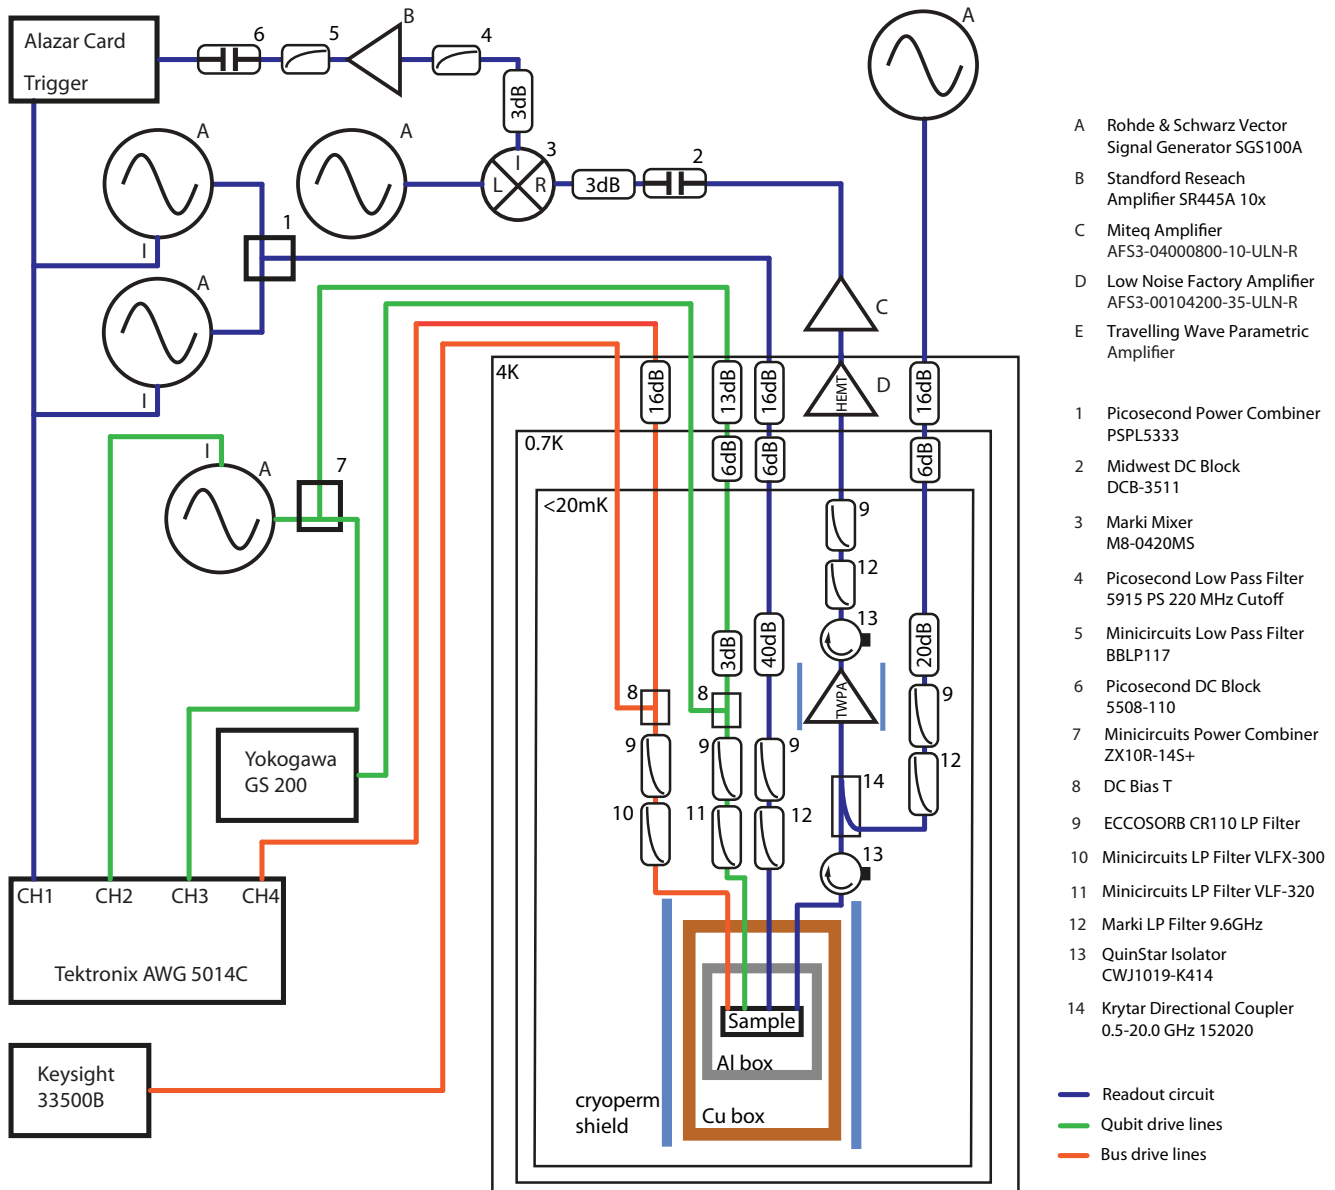 Alazar Card
Trigger
6
5
B
4
3dB
A
A
A
I
3
L
R
I
3dB
2
1
A
I
C
4K
16dB
13dB
16dB
HEMT
D
16dB
0.7K
6dB
6dB
6dB
<20mK
I
A
7
9
12
13
3dB
40dB
20dB
8
8
TWPA
9
9
9
9
12
10
11
12
14
13
Yokogawa
GS 200
CH1
CH2
CH3
CH4
Tektronix AWG 5014C
Keysight
33500B
Sample
Al box
Cu box
cryoperm
shield
A Rohde & Schwarz Vector
Signal Generator SGS100A
B Standford Reseach
Amplifier SR445A 10x
C Miteq Amplifier
AFS3-04000800-10-ULN-R
D Low Noise Factory Amplifier
AFS3-00104200-35-ULN-R
E Travelling Wave Parametric
Amplifier
1 Picosecond Power Combiner
PSPL5333
2 Midwest DC Block
DCB-3511
3 Marki Mixer
M8-0420MS
4 Picosecond Low Pass Filter
5915 PS 220 MHz Cutoff
5 Minicircuits Low Pass Filter
BBLP117
6 Picosecond DC Block
5508-110
7 Minicircuits Power Combiner
ZX10R-14S+
8 DC Bias T
9 ECCOSORB CR110 LP Filter
10 Minicircuits LP Filter VLFX-300
11 Minicircuits LP Filter VLF-320
12 Marki LP Filter 9.6GHz
13 QuinStar Isolator
CWJ1019-K414
14 Krytar Directional Coupler
0.5-20.0 GHz 152020
Readout circuit
Qubit drive lines
Bus drive lines